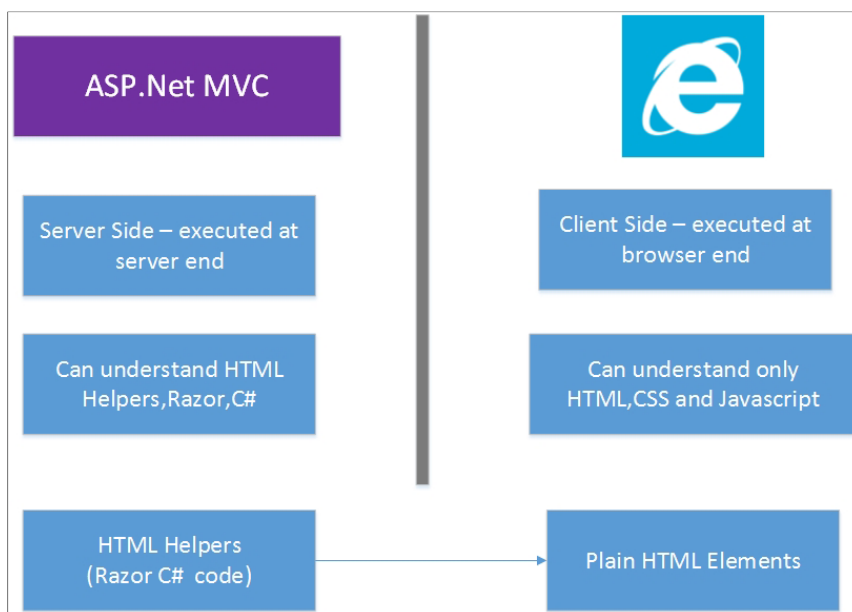 ASP.Net MVC
Server Side – executed at
server end
Client Side – executed at
browser end
Can understand HTML
Helpers,Razor,C#
Can understand only
HTML,CSS and Javascript
HTML Helpers
(Razor C# code)
Plain HTML Elements